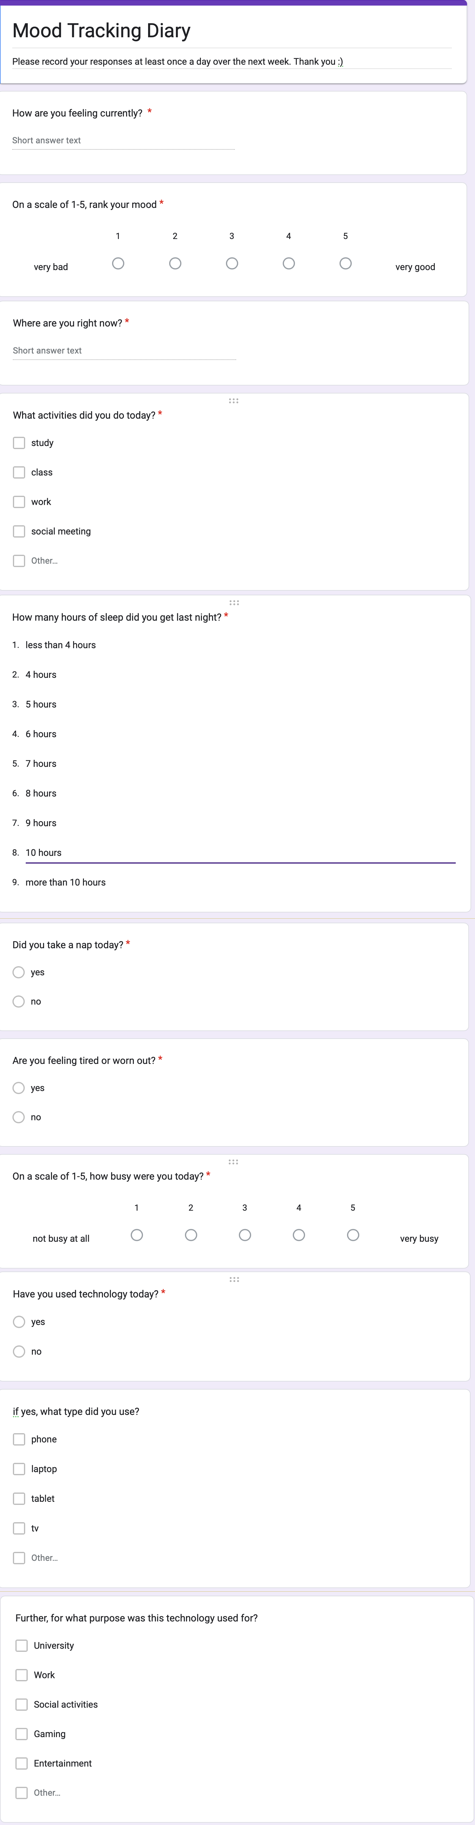 Mood Tracking Diary
Please record your responses at least once a day over the next week. Thank you :)
How are you feeling currently? *
Short answer text
On a scale of 1-5, rank your mood *
1 2 3 4 5
very bad very good
Where are you right now? *
Short answer text
What activities did you do today? *
study
class
work
social meeting
Other...
How many hours of sleep did you get last night? *
1. less than 4 hours
2. 4 hours
3. 5 hours
4. 6 hours
5. 7 hours
6. 8 hours
7. 9 hours
8. 10 hours
9. more than 10 hours
Did you take a nap today? *
yes
no
Are you feeling tired or worn out? *
yes
no
On a scale of 1-5, how busy were you today? *
1 2 3 4 5
not busy at all very busy
Have you used technology today? *
yes
no
if yes, what type did you use?
phone
laptop
tablet
tv
Other...
Further, for what purpose was this technology used for?
University
Work
Social activities
Gaming
Entertainment
Other...